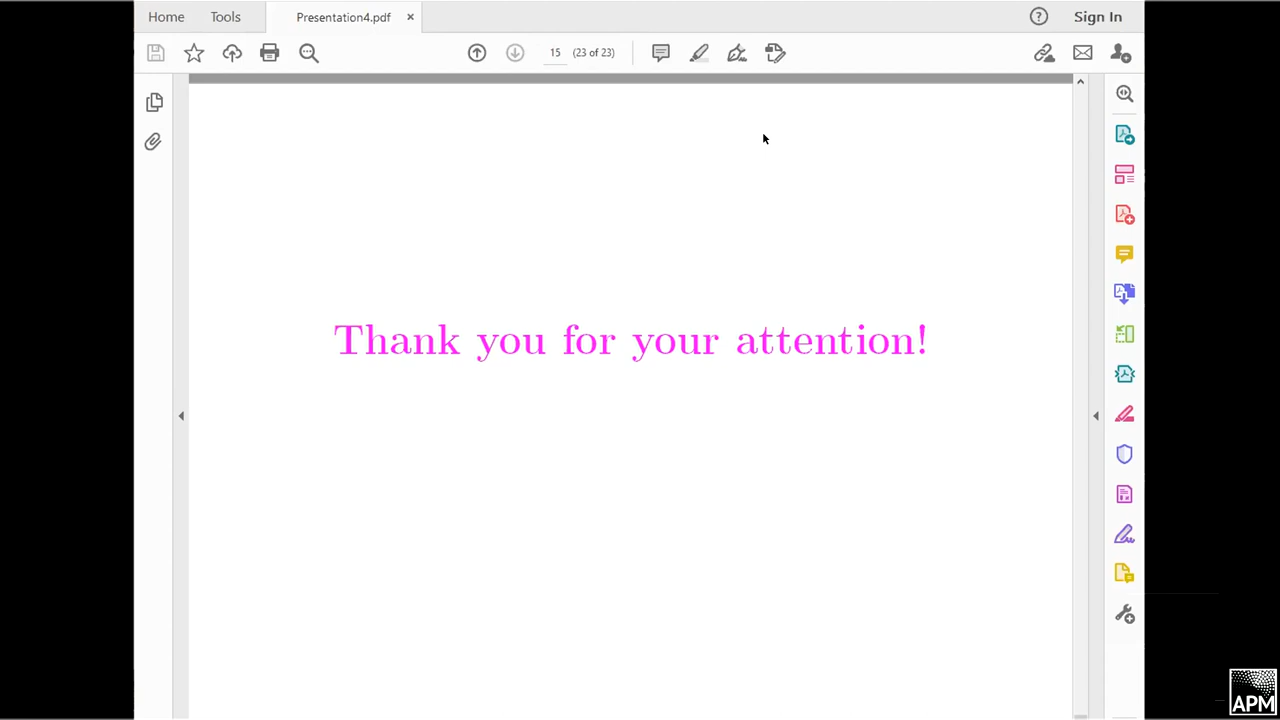 Home Tools Presentation4.pdf × Sign In
15 (23 of 23)
Thank you for your attention!
APM